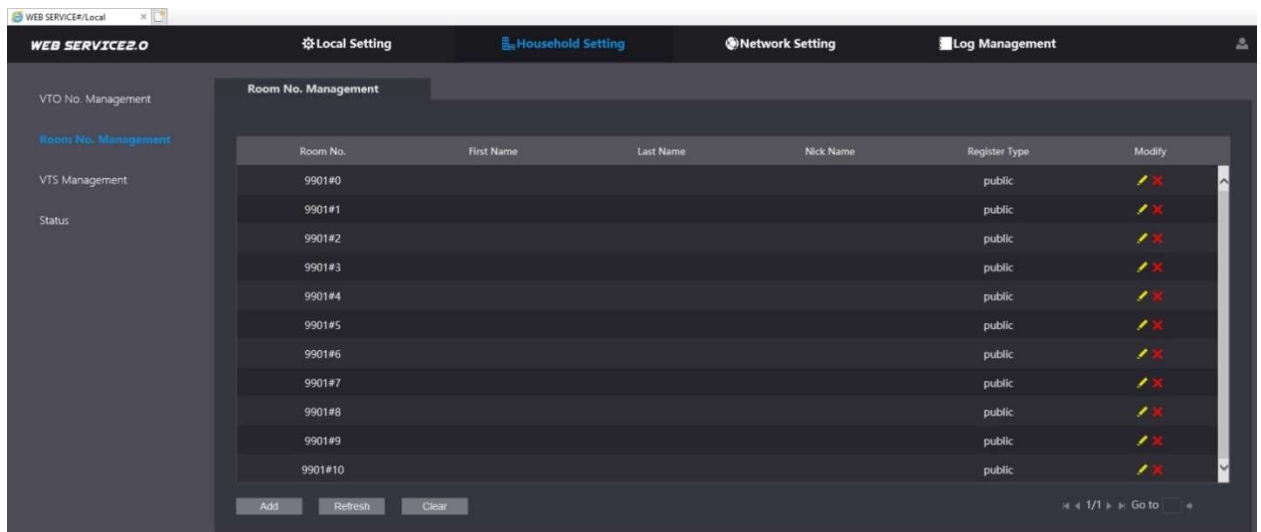 WEB SERVICE#/Local
WEB SERVICE2.0 Local Setting Household Setting Network Setting Log Management
VTO No. Management
Room No. Management
VTS Management
Status
Room No. Management
Room No. First Name Last Name Nick Name Register Type Modify
9901#0 public
9901#1 public
9901#2 public
9901#3 public
9901#4 public
9901#5 public
9901#6 public
9901#7 public
9901#8 public
9901#9 public
9901#10 public
Add Refresh Clear 1/1 Go to